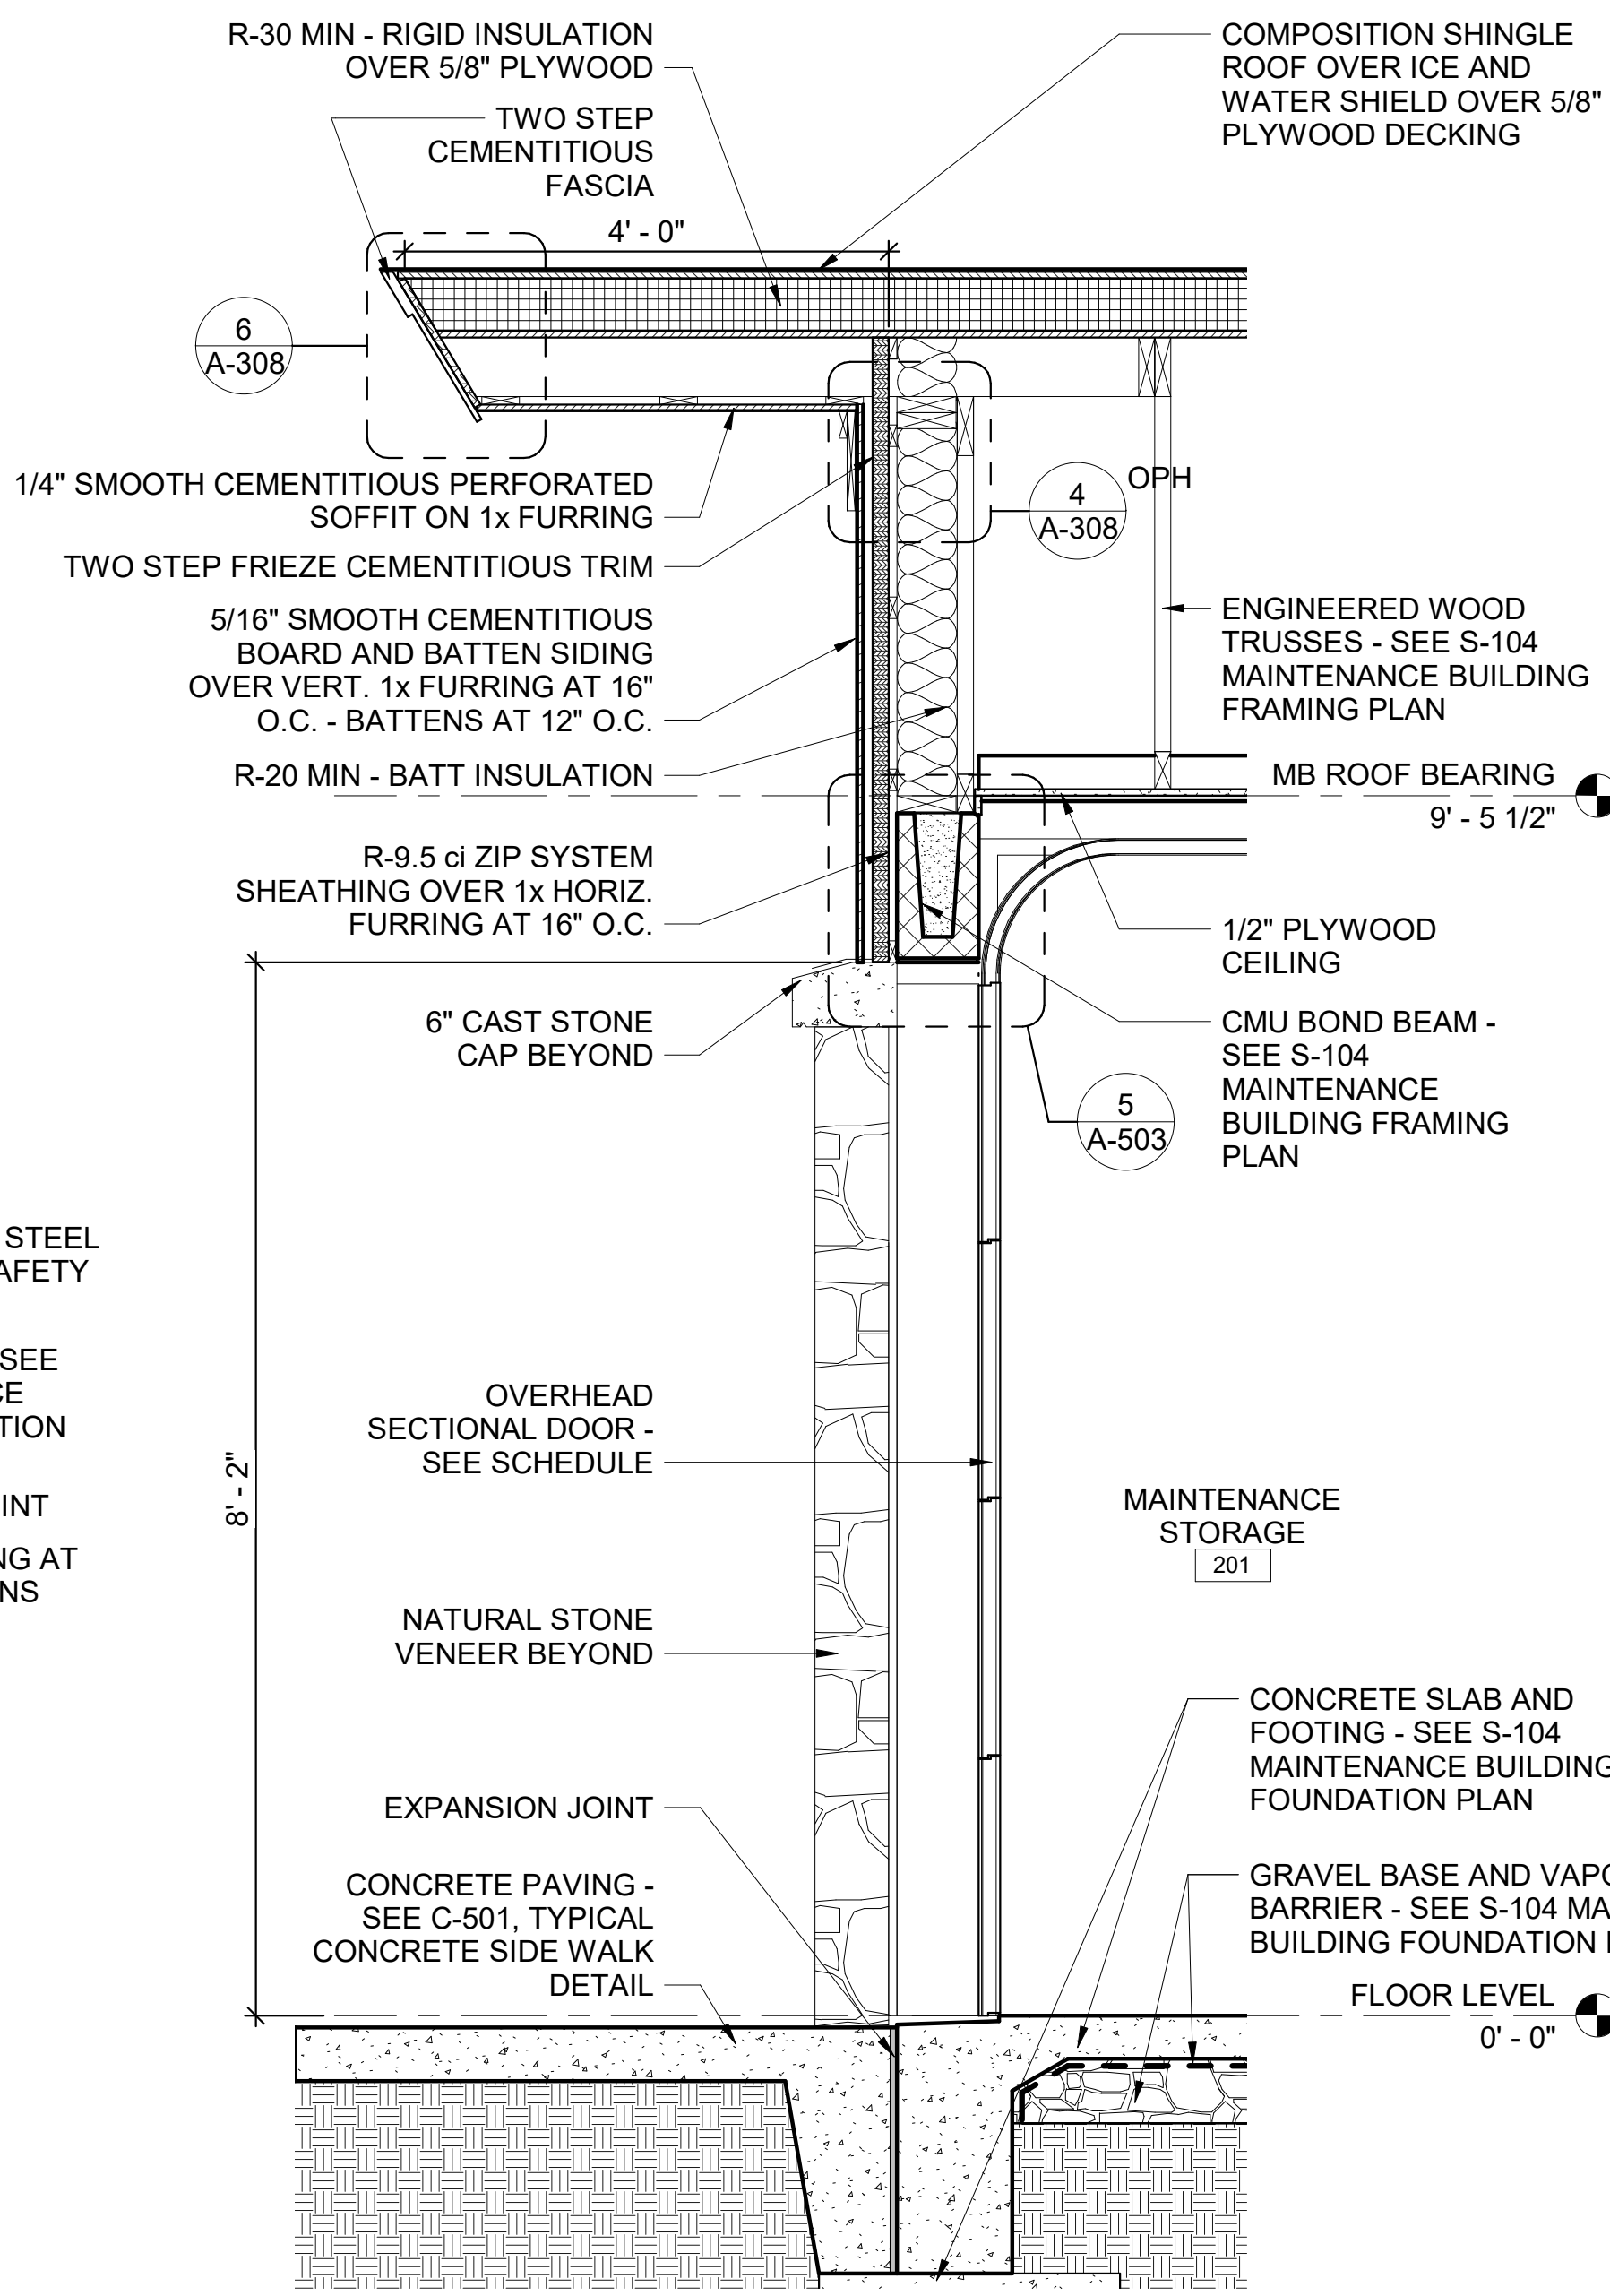 R-30 MIN - RIGID INSULATION
OVER 5/8" PLYWOOD
TWO STEP
CEMENTITIOUS
FASCIA
COMPOSITION SHINGLE
ROOF OVER ICE AND
WATER SHIELD OVER 5/8"
PLYWOOD DECKING
4' - 0"
6
A-308
1/4" SMOOTH CEMENTITIOUS PERFORATED
SOFFIT ON 1x FURRING
4
A-308
OPH
TWO STEP FRIEZE CEMENTITIOUS TRIM
5/16" SMOOTH CEMENTITIOUS
BOARD AND BATTEN SIDING
OVER VERT. 1x FURRING AT 16"
O.C. - BATTENS AT 12" O.C.
ENGINEERED WOOD
TRUSSES - SEE S-104
MAINTENANCE BUILDING
FRAMING PLAN
R-20 MIN - BATT INSULATION
MB ROOF BEARING
9' - 5 1/2"
R-9.5 ci ZIP SYSTEM
SHEATHING OVER 1x HORIZ.
FURRING AT 16" O.C.
1/2" PLYWOOD
CEILING
6" CAST STONE
CAP BEYOND
CMU BOND BEAM -
SEE S-104
MAINTENANCE
BUILDING FRAMING
PLAN
5
A-503
STEEL
AFETY
SEE
CE
TION
INT
NG AT
NS
8' - 2"
OVERHEAD
SECTIONAL DOOR -
SEE SCHEDULE
MAINTENANCE
STORAGE
201
NATURAL STONE
VENEER BEYOND
CONCRETE SLAB AND
FOOTING - SEE S-104
MAINTENANCE BUILDING
FOUNDATION PLAN
EXPANSION JOINT
CONCRETE PAVING -
SEE C-501, TYPICAL
CONCRETE SIDE WALK
DETAIL
GRAVEL BASE AND VAPO
BARRIER - SEE S-104 MA
BUILDING FOUNDATION
FLOOR LEVEL
0' - 0"